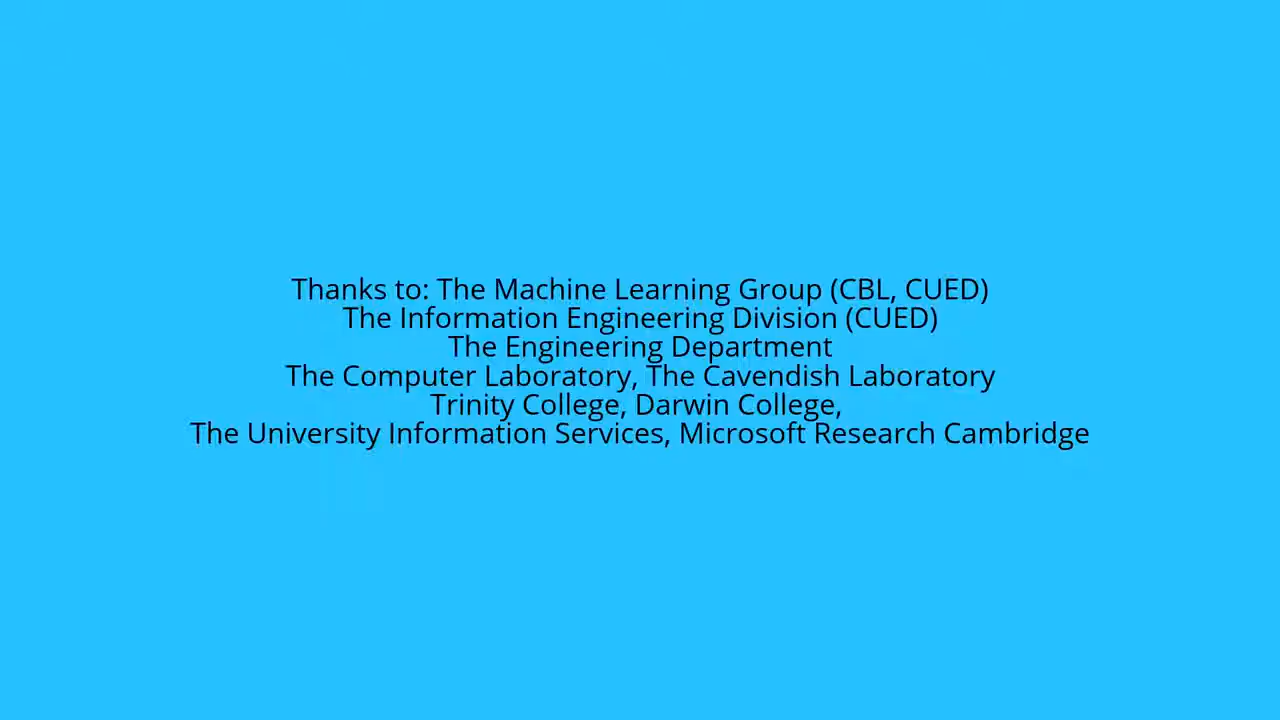 Thanks to: The Machine Learning Group (CBL, CUED)
The Information Engineering Division (CUED)
The Engineering Department
The Computer Laboratory, The Cavendish Laboratory
Trinity College, Darwin College,
The University Information Services, Microsoft Research Cambridge